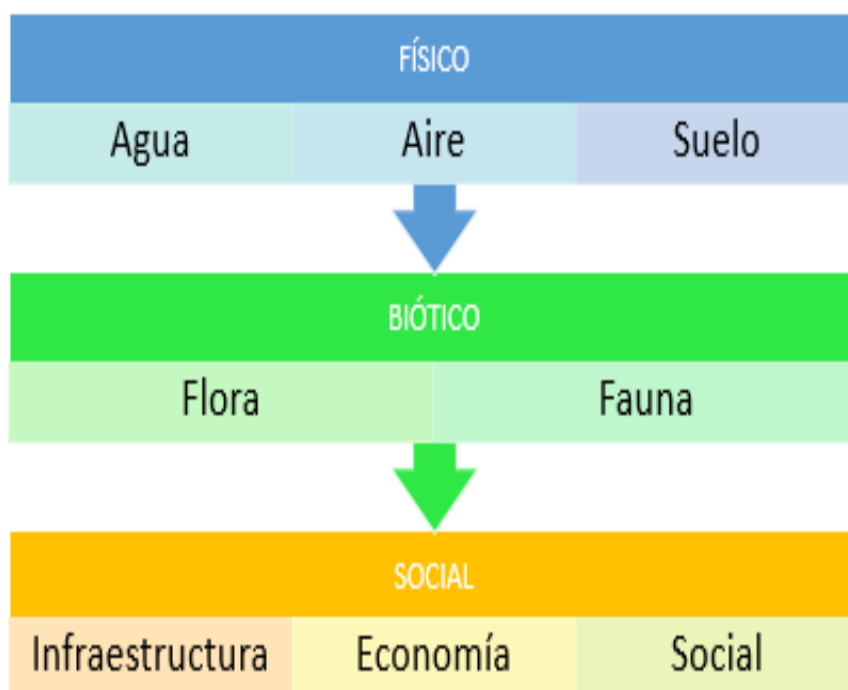 FÍSICO
Agua Aire Suelo
BIÓTICO
Flora Fauna
SOCIAL
Infraestructura Economía Social